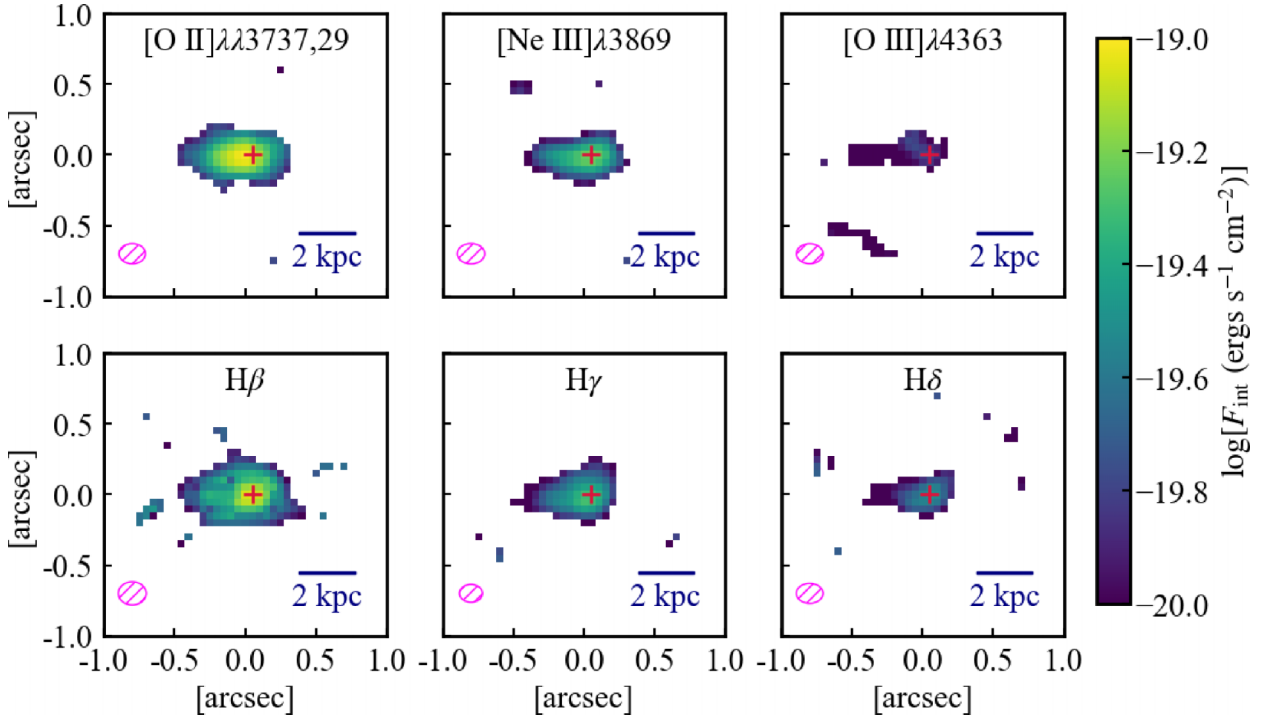 1.0
0.5
0.0
-0.5
-1.0
[arcsec]
[O II]λλ3737,29
2 kpc
[Ne III]λ3869
2 kpc
[O III]λ4363
2 kpc
1.0
0.5
0.0
-0.5
-1.0
[arcsec]
Hβ
2 kpc
Hγ
2 kpc
Hδ
2 kpc
-1.0 -0.5 0.0 0.5 1.0
[arcsec]
-1.0 -0.5 0.0 0.5 1.0
[arcsec]
-1.0 -0.5 0.0 0.5 1.0
[arcsec]
−19.0
−19.2
−19.4
−19.6
−19.8
−20.0
log[F_int (ergs s⁻¹ cm⁻²)]